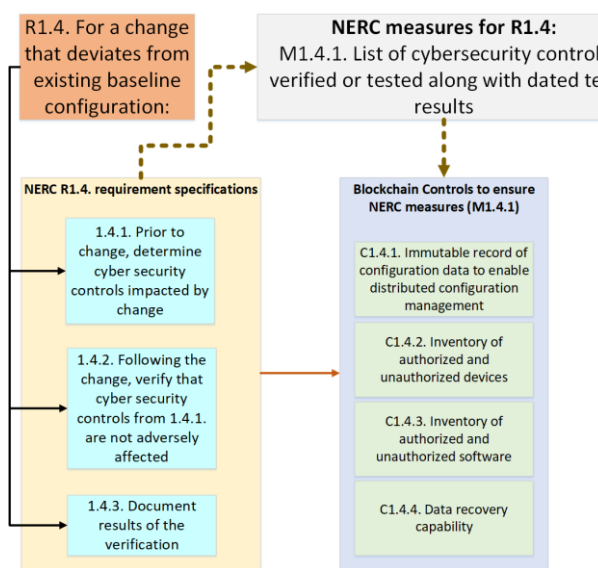 R1.4. For a change
that deviates from
existing baseline
configuration:
NERC measures for R1.4:
M1.4.1. List of cybersecurity control
verified or tested along with dated te
results
NERC R1.4. requirement specifications
1.4.1. Prior to
change, determine
cyber security
controls impacted by
change
1.4.2. Following the
change, verify that
cyber security
controls from 1.4.1.
are not adversely
affected
1.4.3. Document
results of the
verification
Blockchain Controls to ensure
NERC measures (M1.4.1)
C1.4.1. Immutable record of
configuration data to enable
distributed configuration
management
C1.4.2. Inventory of
authorized and
unauthorized devices
C1.4.3. Inventory of
authorized and
unauthorized software
C1.4.4. Data recovery
capability